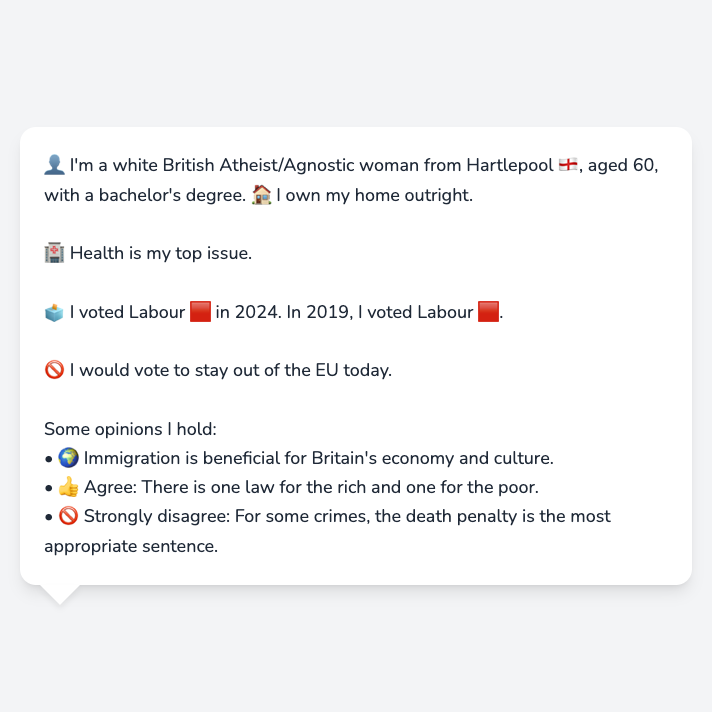 👤 I'm a white British Atheist/Agnostic woman from Hartlepool 🏴󠁧󠁢󠁥󠁮󠁧󠁿, aged 60,
with a bachelor's degree. 🏠 I own my home outright.
🏥 Health is my top issue.
🗳️ I voted Labour 🟥 in 2024. In 2019, I voted Labour 🟥.
🚫 I would vote to stay out of the EU today.
Some opinions I hold:
• 🌍 Immigration is beneficial for Britain's economy and culture.
• 👍 Agree: There is one law for the rich and one for the poor.
• 🚫 Strongly disagree: For some crimes, the death penalty is the most
appropriate sentence.